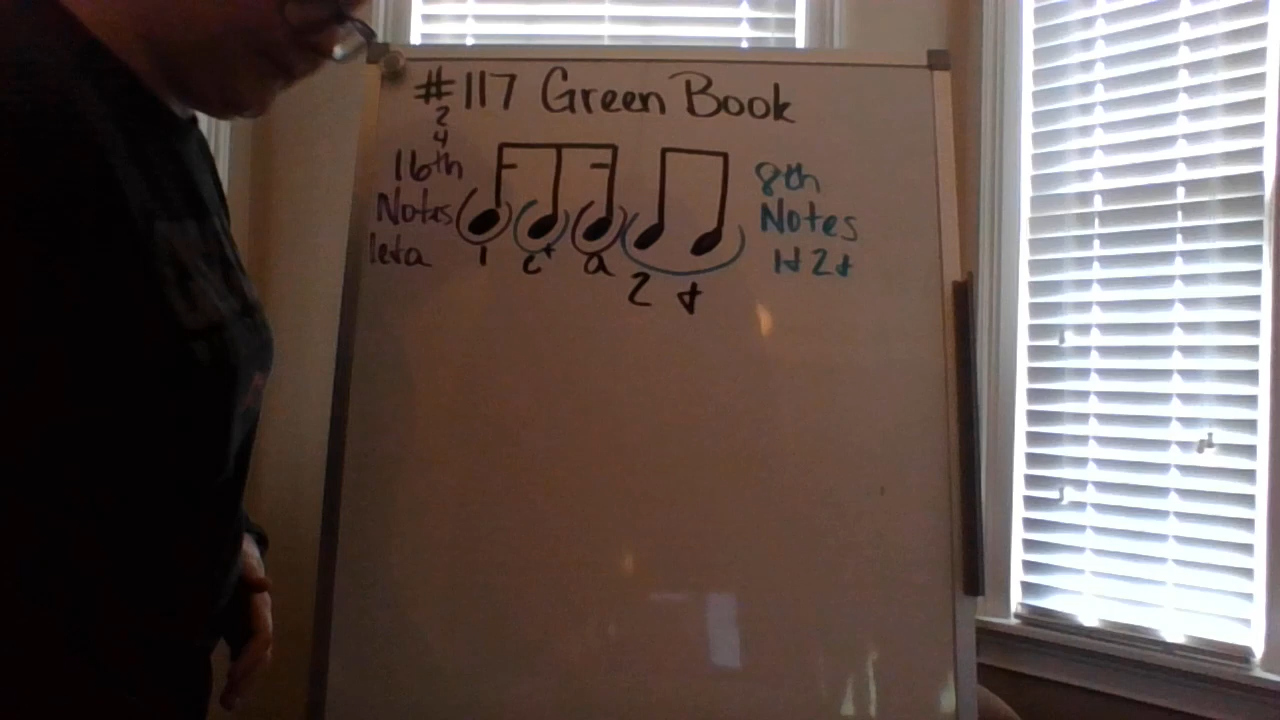 #117 Green Book
2
4
16th
Notes
1e+a
1 e+ a
2 +
8th
Notes
1+2+